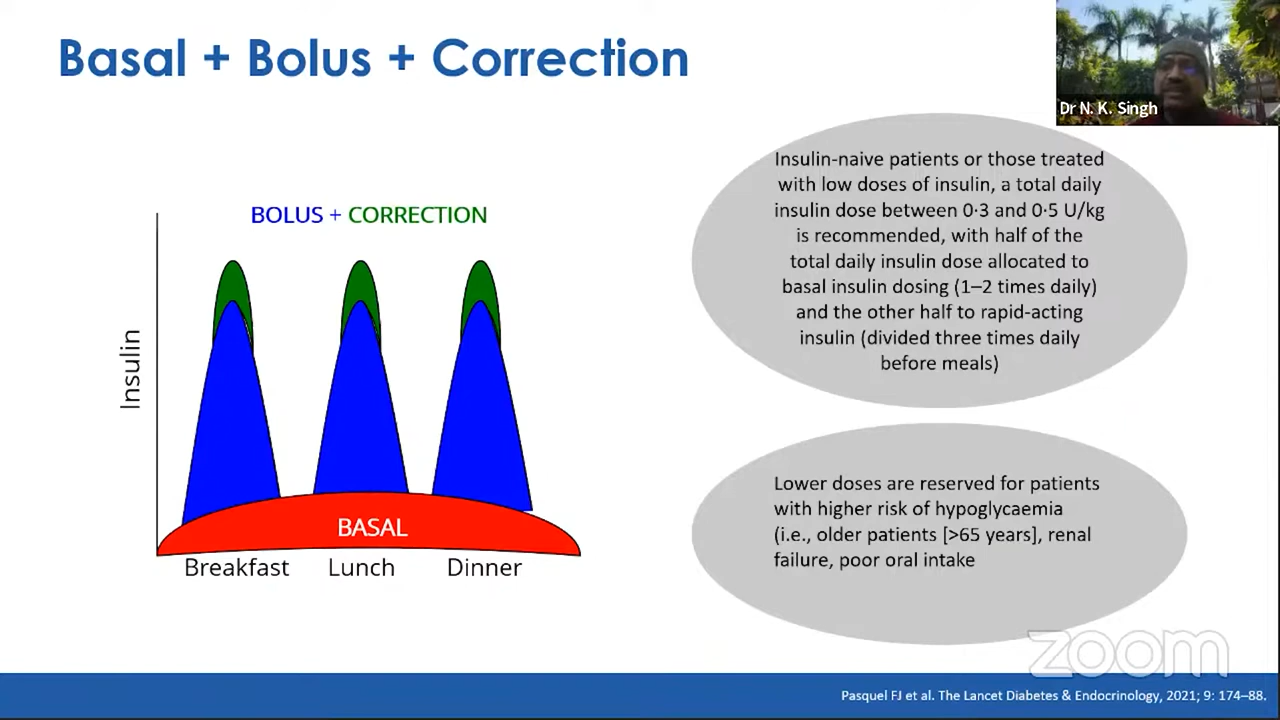 Basal + Bolus + Correction
Dr N. K. Singh
BOLUS + CORRECTION
Insulin
BASAL
Breakfast Lunch Dinner
Insulin-naive patients or those treated
with low doses of insulin, a total daily
insulin dose between 0·3 and 0·5 U/kg
is recommended, with half of the
total daily insulin dose allocated to
basal insulin dosing (1–2 times daily)
and the other half to rapid-acting
insulin (divided three times daily
before meals)
Lower doses are reserved for patients
with higher risk of hypoglycaemia
(i.e., older patients [>65 years], renal
failure, poor oral intake
zoom
Pasquel FJ et al. The Lancet Diabetes & Endocrinology, 2021; 9: 174–88.